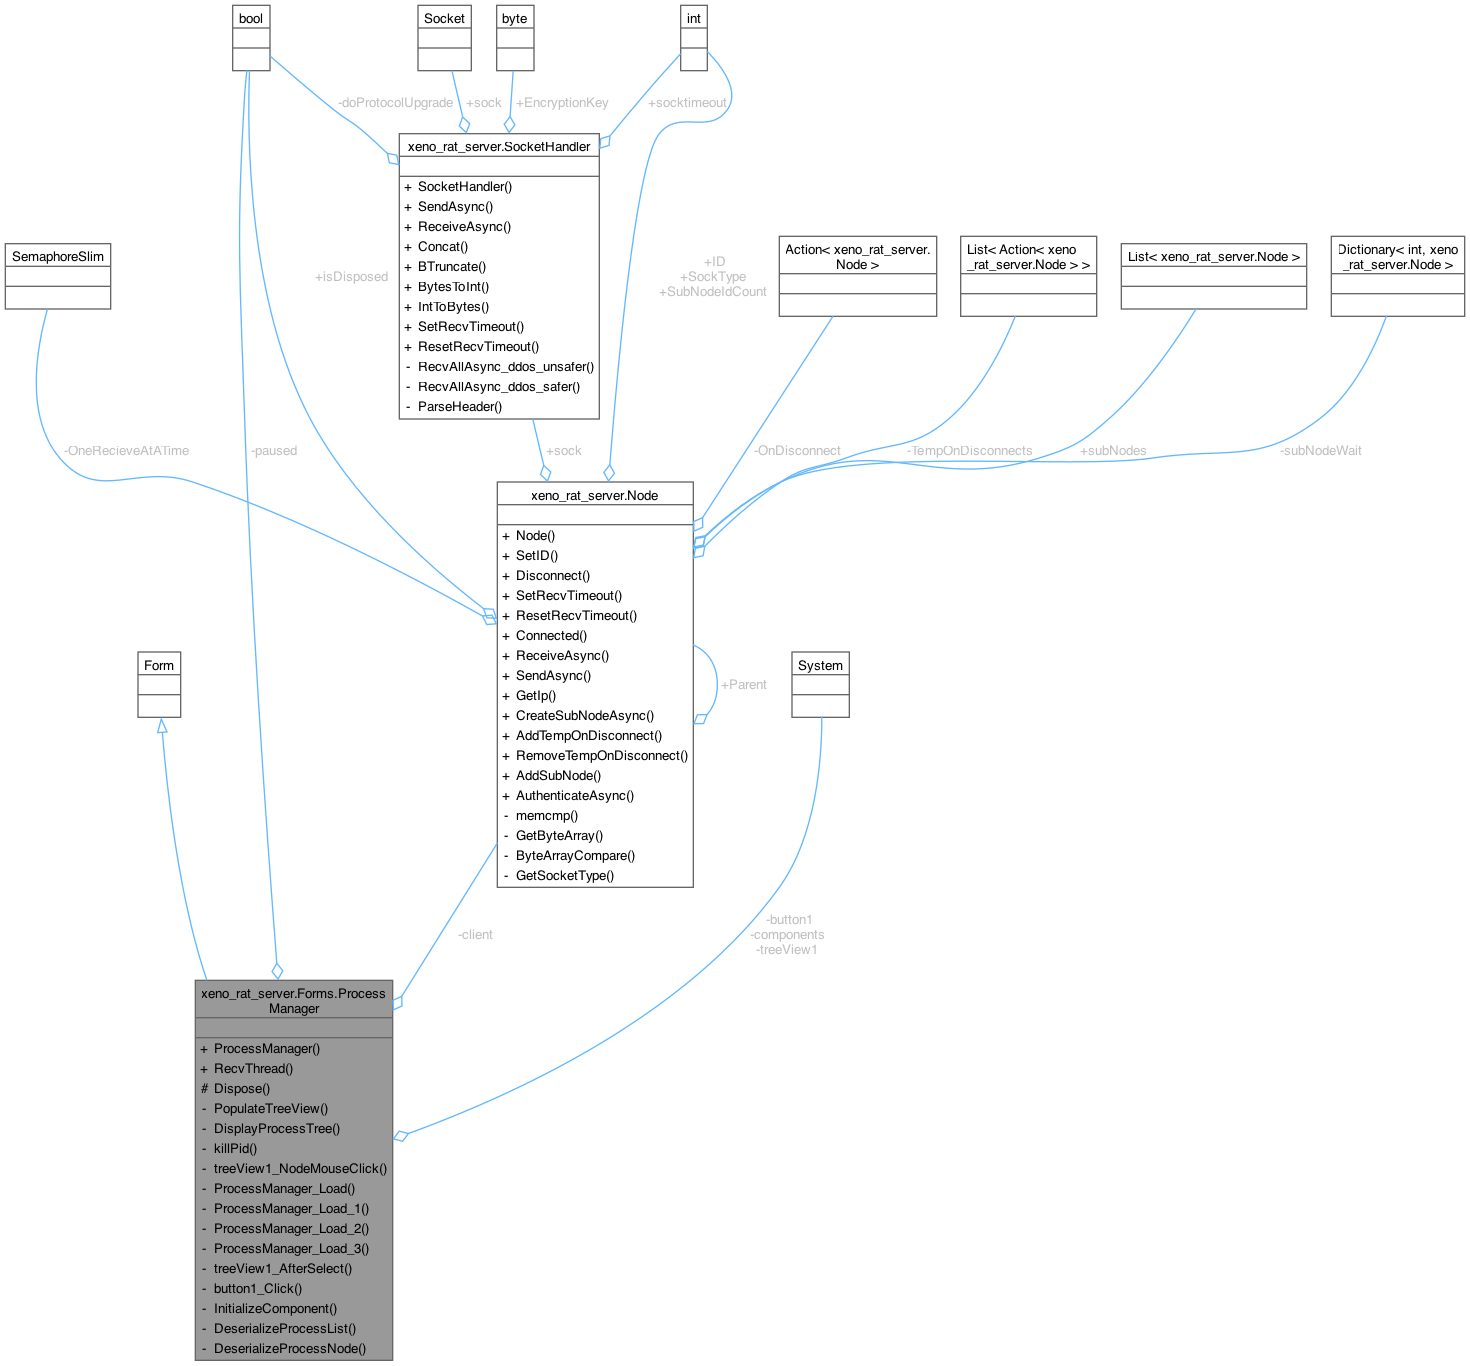 bool
Socket
byte
int
-doProtocolUpgrade
+sock
+EncryptionKey
+socktimeout
xeno_rat_server.SocketHandler
+ SocketHandler()
+ SendAsync()
+ ReceiveAsync()
+ Concat()
+ BTruncate()
+ BytesToInt()
+ IntToBytes()
+ SetRecvTimeout()
+ ResetRecvTimeout()
- RecvAllAsync_ddos_unsafer()
- RecvAllAsync_ddos_safer()
- ParseHeader()
SemaphoreSlim
+isDisposed
+ID
+SockType
+SubNodeIdCount
Action< xeno_rat_server.
Node >
List< Action< xeno
_rat_server.Node > >
List< xeno_rat_server.Node >
Dictionary< int, xeno
_rat_server.Node >
-OneRecieveAtATime
-paused
+sock
-OnDisconnect
-TempOnDisconnects
+subNodes
-subNodeWait
xeno_rat_server.Node
+ Node()
+ SetID()
+ Disconnect()
+ SetRecvTimeout()
+ ResetRecvTimeout()
+ Connected()
+ ReceiveAsync()
+ SendAsync()
+ GetIp()
+ CreateSubNodeAsync()
+ AddTempOnDisconnect()
+ RemoveTempOnDisconnect()
+ AddSubNode()
+ AuthenticateAsync()
- memcmp()
- GetByteArray()
- ByteArrayCompare()
- GetSocketType()
+Parent
Form
System
-client
-button1
-components
-treeView1
xeno_rat_server.Forms.Process
Manager
+ ProcessManager()
+ RecvThread()
# Dispose()
- PopulateTreeView()
- DisplayProcessTree()
- killPid()
- treeView1_NodeMouseClick()
- ProcessManager_Load()
- ProcessManager_Load_1()
- ProcessManager_Load_2()
- ProcessManager_Load_3()
- treeView1_AfterSelect()
- button1_Click()
- InitializeComponent()
- DeserializeProcessList()
- DeserializeProcessNode()